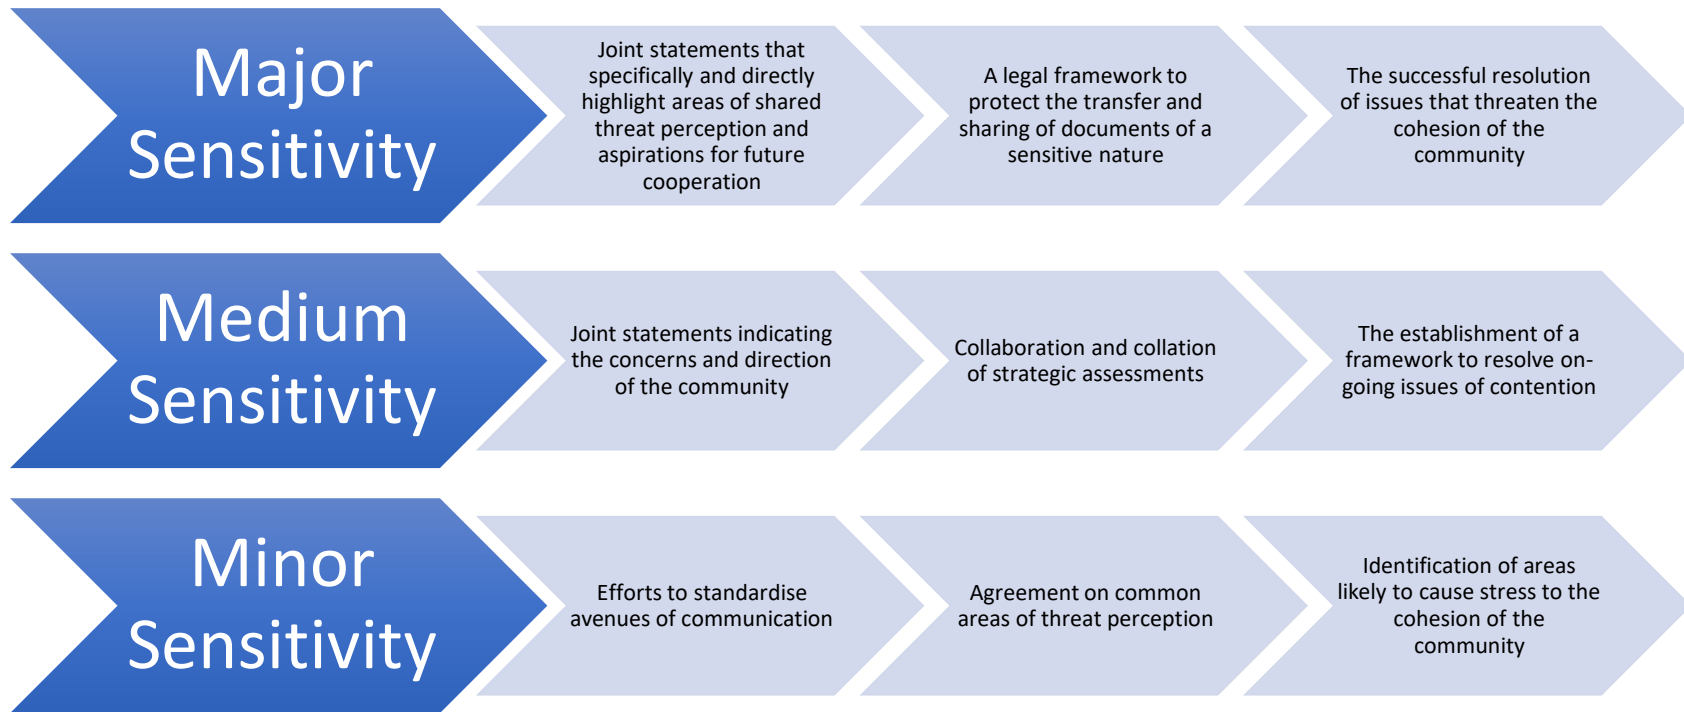 Major
Sensitivity
Joint statements that
specifically and directly
highlight areas of shared
threat perception and
aspirations for future
cooperation
A legal framework to
protect the transfer and
sharing of documents of a
sensitive nature
The successful resolution
of issues that threaten the
cohesion of the
community
Medium
Sensitivity
Joint statements indicating
the concerns and direction
of the community
Collaboration and collation
of strategic assessments
The establishment of a
framework to resolve on-
going issues of contention
Minor
Sensitivity
Efforts to standardise
avenues of communication
Agreement on common
areas of threat perception
Identification of areas
likely to cause stress to the
cohesion of the
community